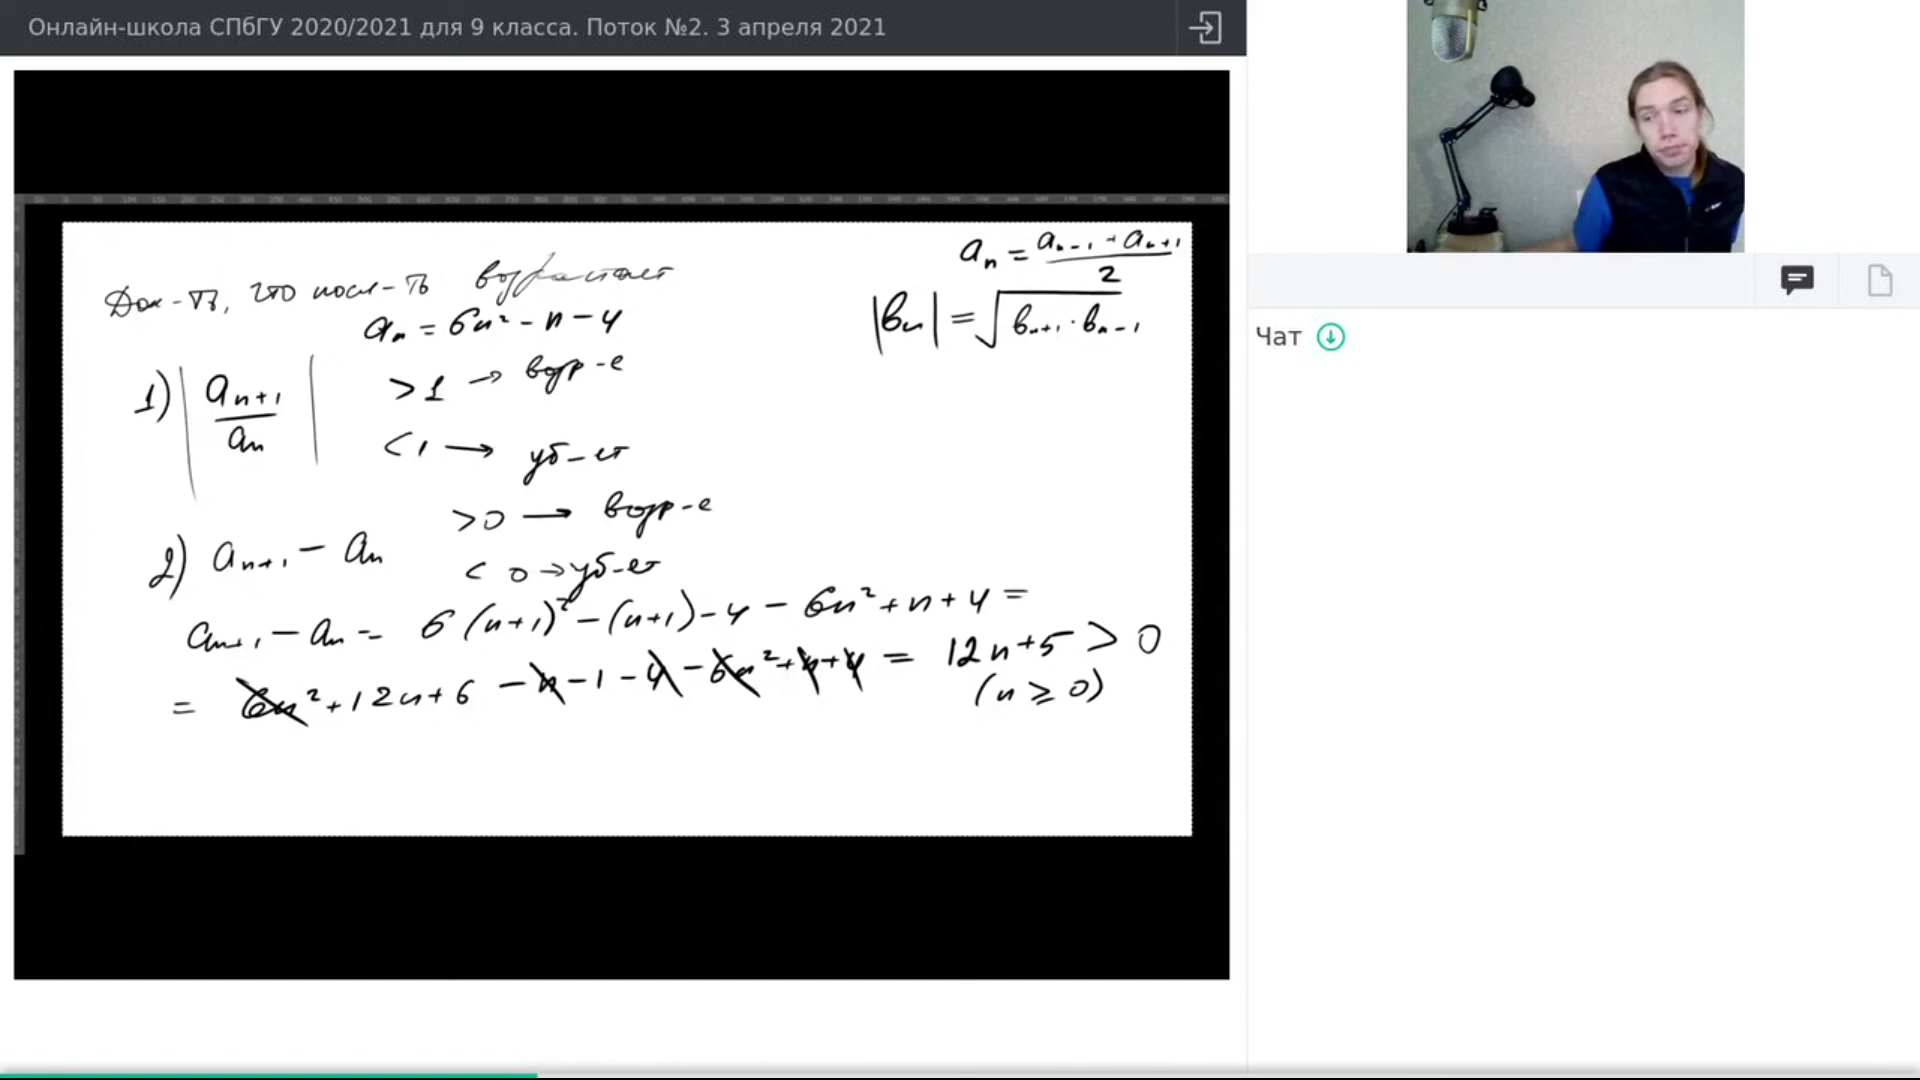 Онлайн-школа СПбГУ 2020/2021 для 9 класса. Поток №2. 3 апреля 2021
Чат
Док-ть, что посл-ть возрастает
aₙ = 6n² - n - 4
aₙ = (aₙ₋₁ + aₙ₊₁) / 2
|bₙ| = √(bₙ₊₁ · bₙ₋₁)
1) |aₙ₊₁ / aₙ| > 1 → возр-е
< 1 → уб-ет
2) aₙ₊₁ - aₙ > 0 → возр-е
< 0 → уб-ет
aₙ₊₁ - aₙ = 6(n+1)² - (n+1) - 4 - 6n² + n + 4 =
= 6n² + 12n + 6 - n - 1 - 4 - 6n² + n + 4 = 12n + 5 > 0
(n ≥ 0)